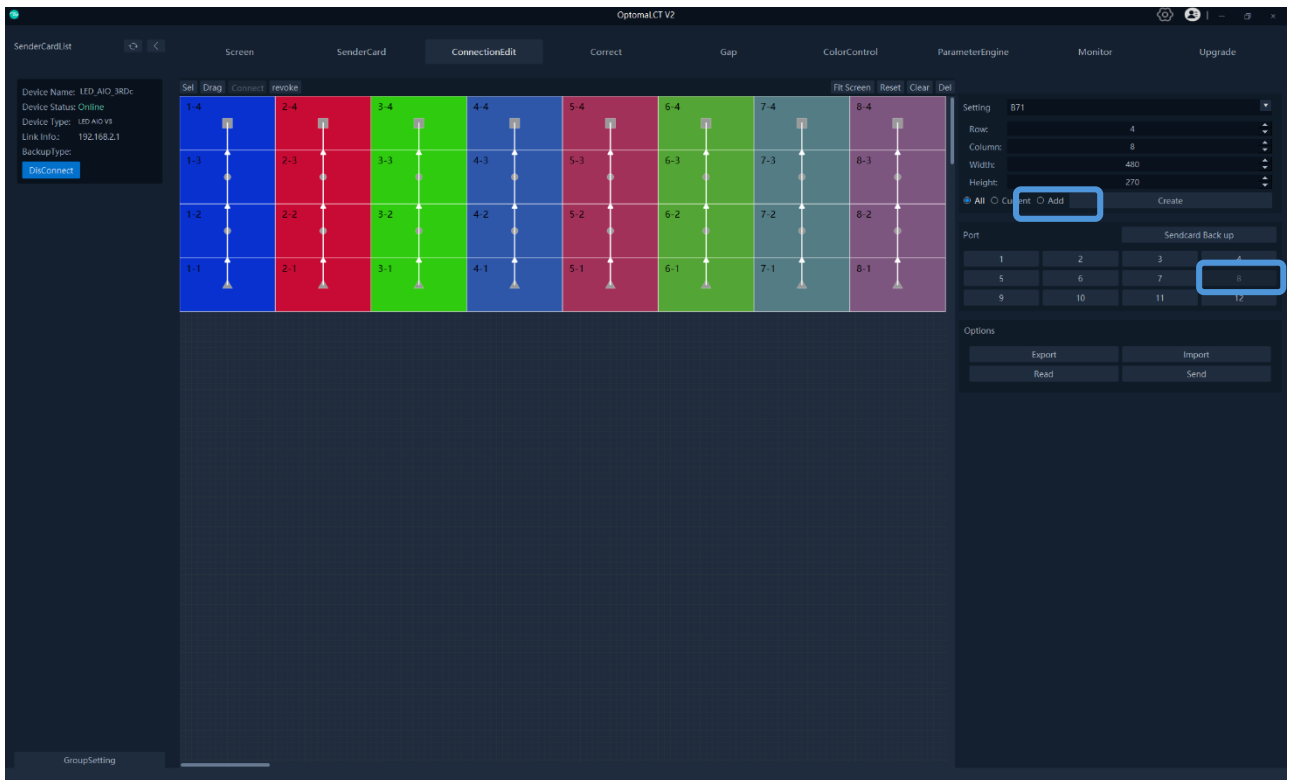 OptomaLCT V2
SenderCardList
Screen SenderCard ConnectionEdit Correct Gap ColorControl ParameterEngine Monitor Upgrade
Device Name: LED_AIO_3RDc
Device Status: Online
Device Type: LED AIO V3
Link Info.: 192.168.2.1
BackupType:
DisConnect
Sel Drag Connect revoke Fit Screen Reset Clear Del
1-4 2-4 3-4 4-4 5-4 6-4 7-4 8-4
1-3 2-3 3-3 4-3 5-3 6-3 7-3 8-3
1-2 2-2 3-2 4-2 5-2 6-2 7-2 8-2
1-1 2-1 3-1 4-1 5-1 6-1 7-1 8-1
Setting B71
Row: 4
Column: 8
Width: 480
Height: 270
All Current Add Create
Port Sendcard Back up
1 2 3 4
5 6 7 8
9 10 11 12
Options
Export Import
Read Send
GroupSetting